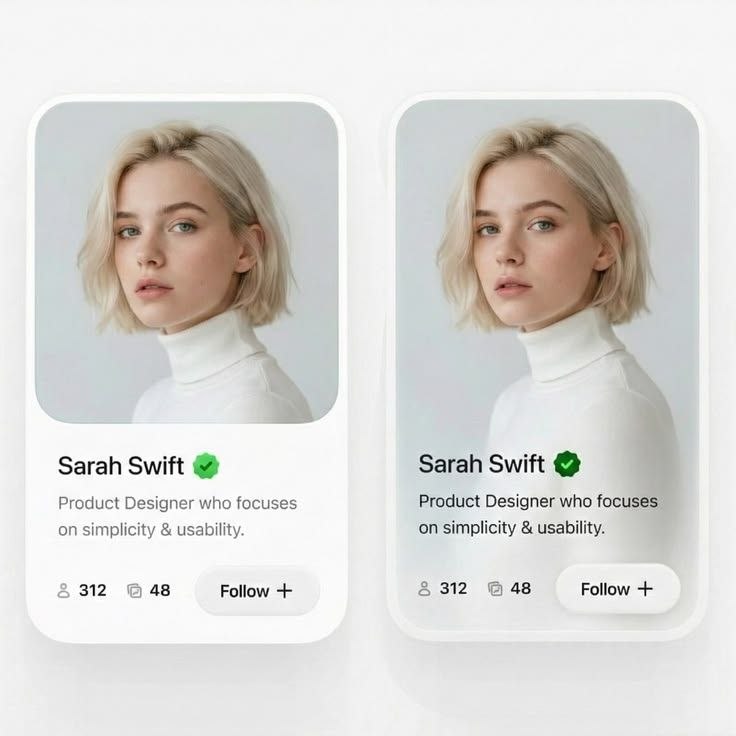 Sarah Swift
Product Designer who focuses
on simplicity & usability.
312 48 Follow +
Sarah Swift
Product Designer who focuses
on simplicity & usability.
312 48 Follow +